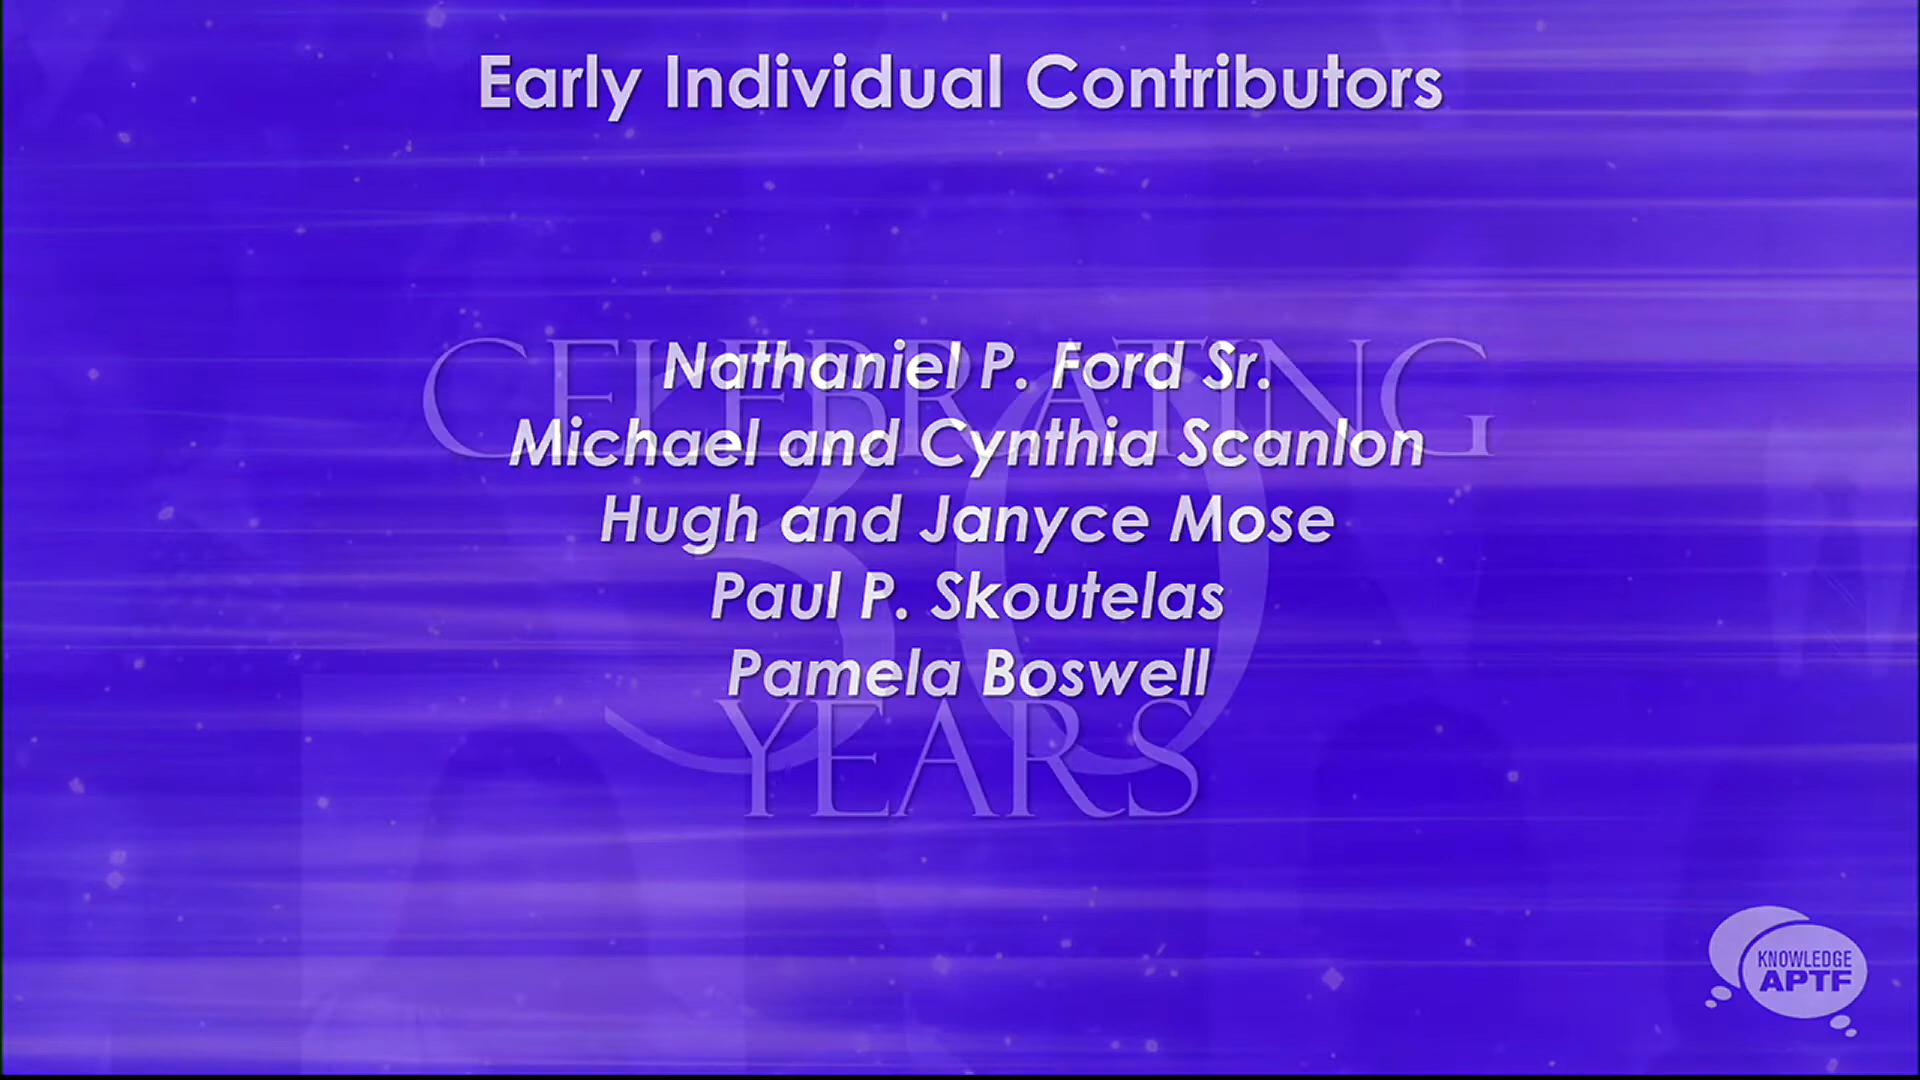 Early Individual Contributors
CELEBRATING
Nathaniel P. Ford Sr.
Michael and Cynthia Scanlon
30
Hugh and Janyce Mose
Paul P. Skoutelas
Pamela Boswell
YEARS
KNOWLEDGE
APTF